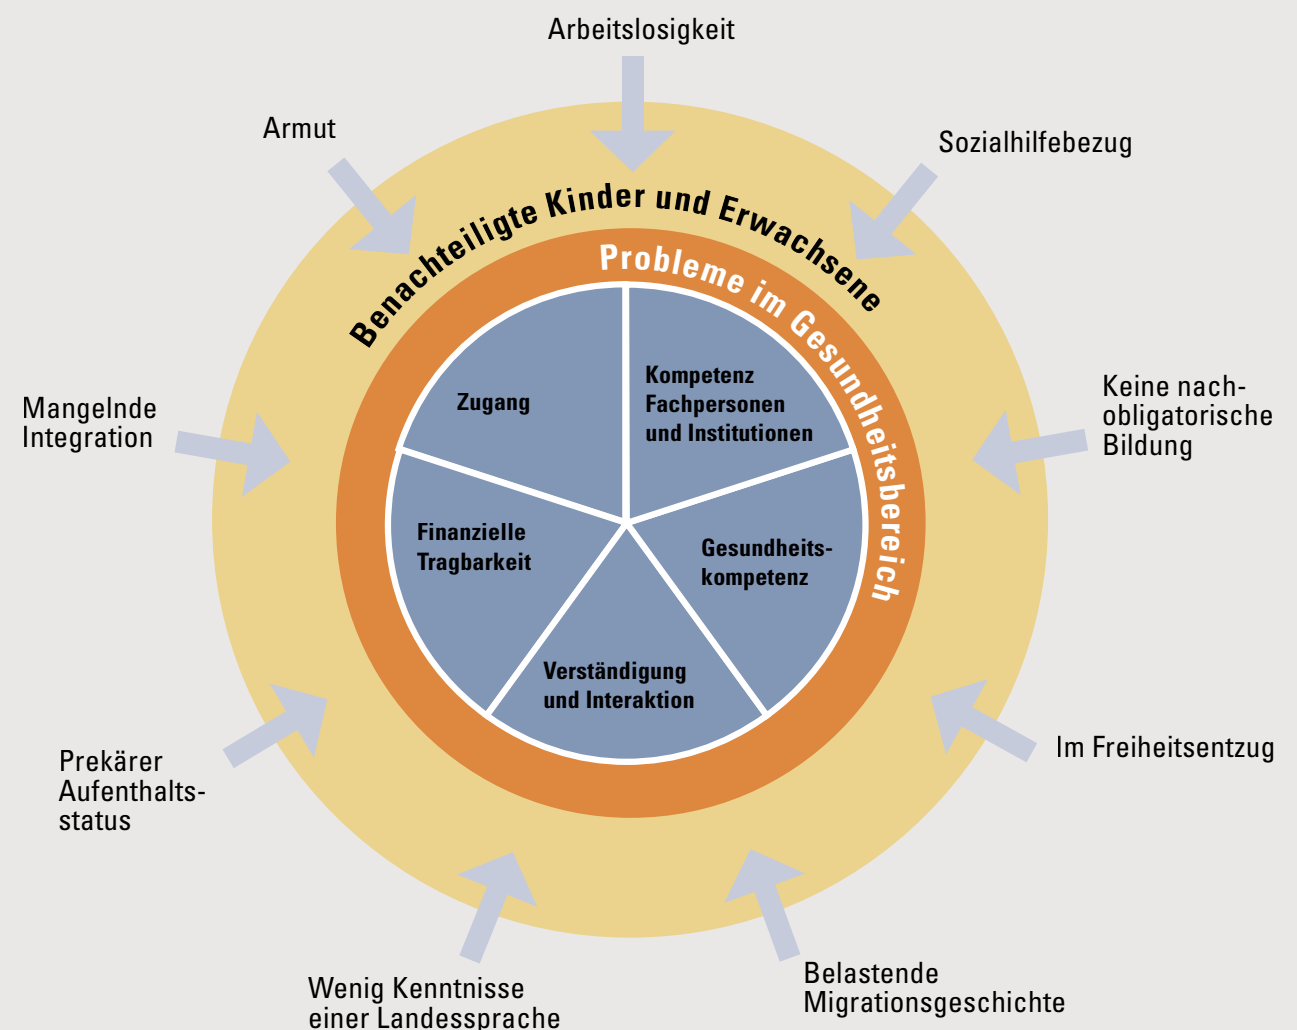 Arbeitslosigkeit
Armut
Sozialhilfebezug
Benachteiligte Kinder und Erwachsene
Probleme im Gesundheitsbereich
Zugang
Kompetenz
Fachpersonen
und Institutionen
Mangelnde
Integration
Keine nach-
obligatorische
Bildung
Finanzielle
Tragbarkeit
Gesundheits-
kompetenz
Verständigung
und Interaktion
Prekärer
Aufenthalts-
status
Im Freiheitsentzug
Wenig Kenntnisse
einer Landessprache
Belastende
Migrationsgeschichte